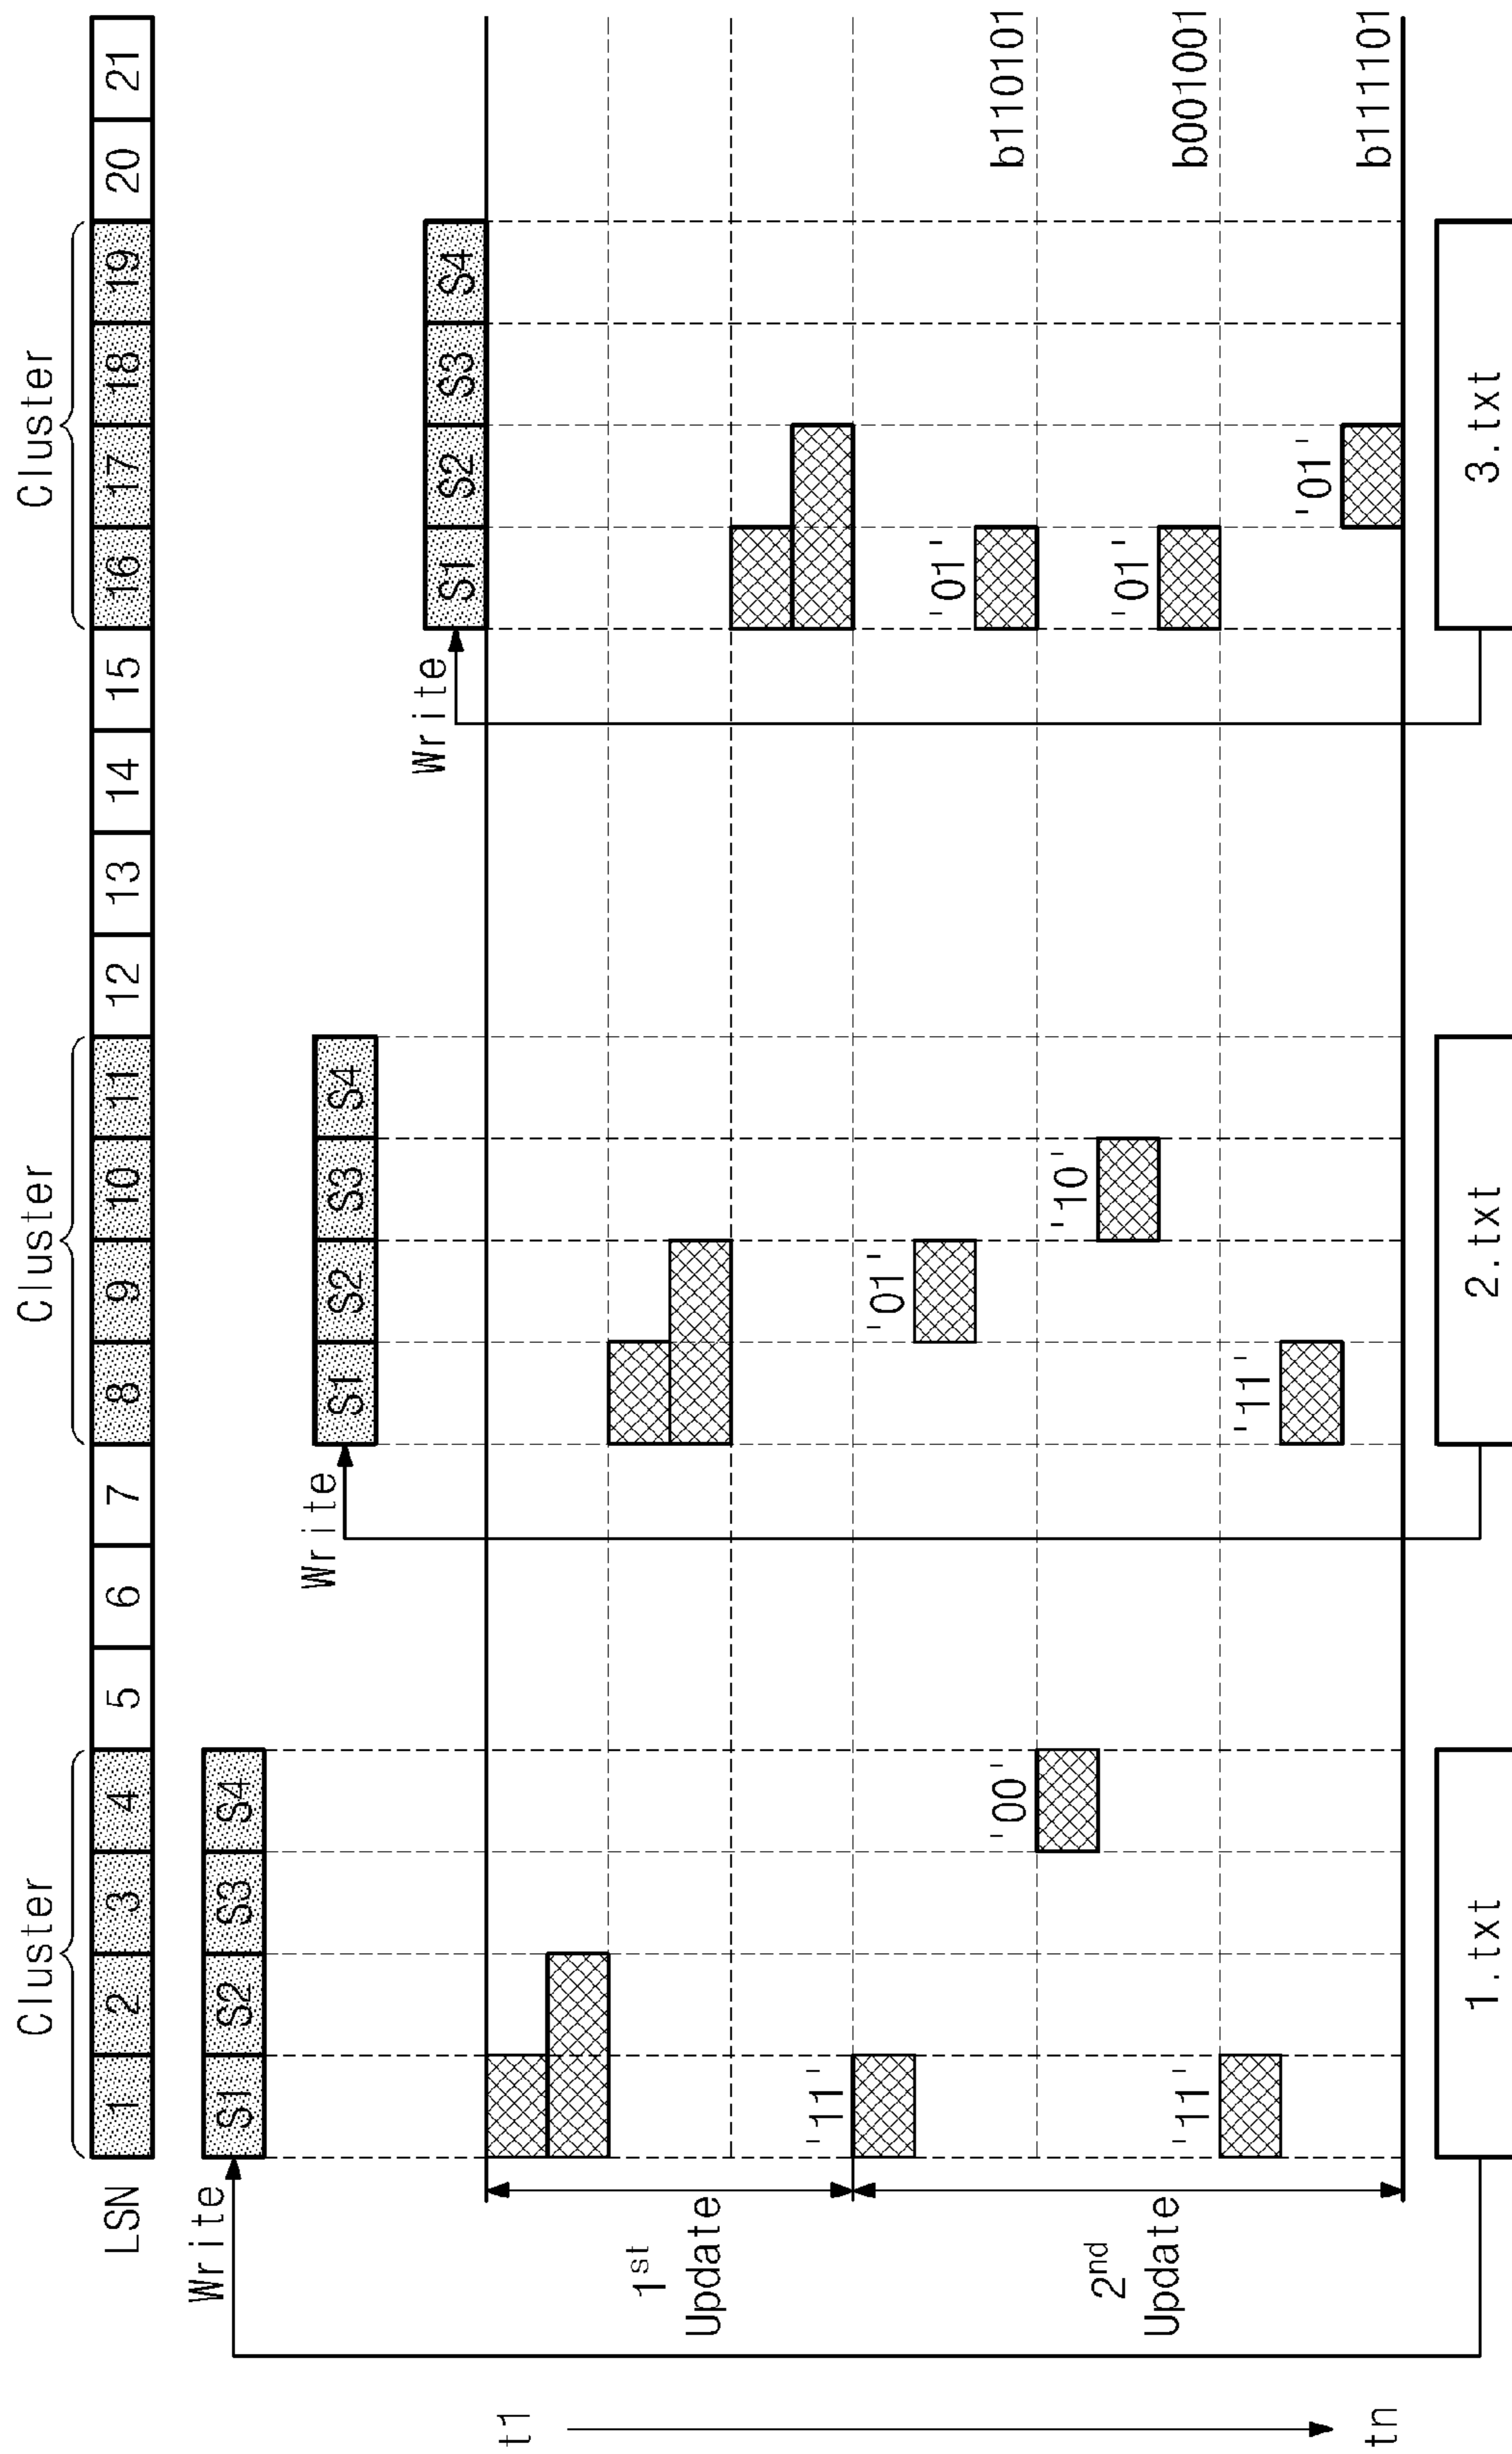 Cluster Cluster Cluster
LSN 1 2 3 4 5 6 7 8 9 10 11 12 13 14 15 16 17 18 19 20 21
Write S1 S2 S3 S4
Write S1 S2 S3 S4
Write S1 S2 S3 S4
t1
1st
Update
'11'
'01'
'01' b110101
'00'
'10'
2nd
Update
'01' b001001
'11'
'11'
'01' b111101
tn
1.txt 2.txt 3.txt